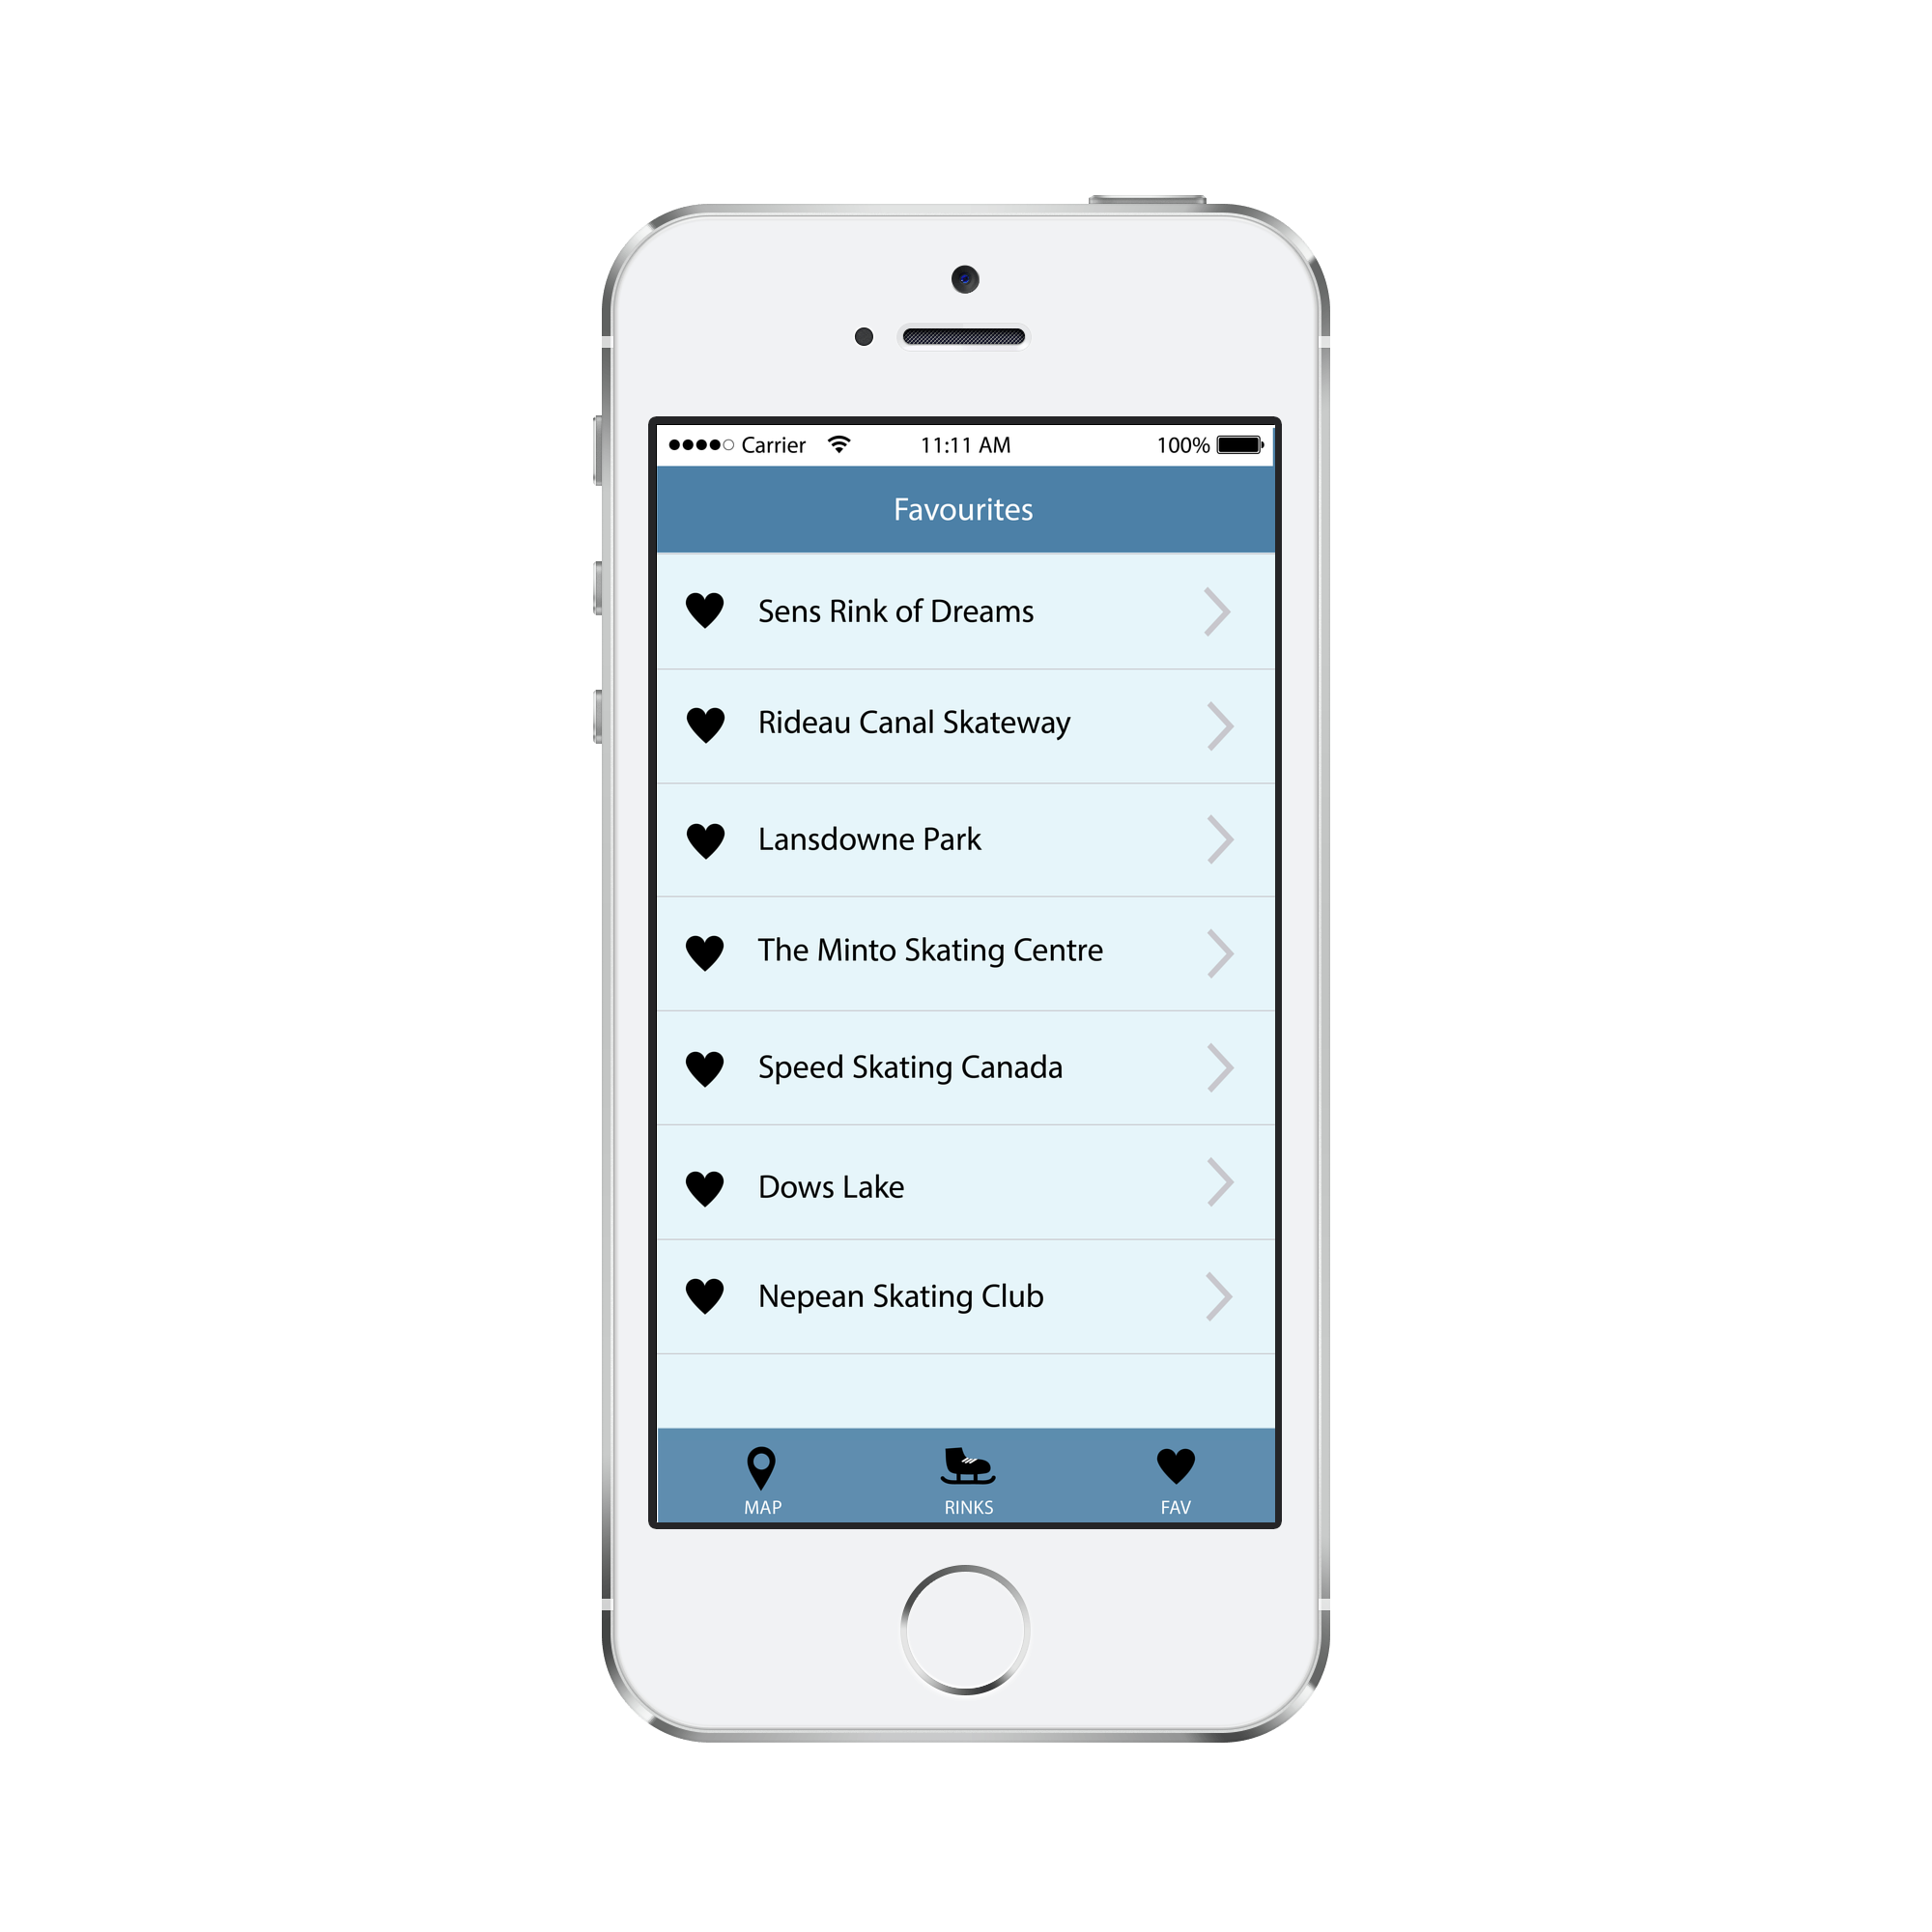 Carrier 11:11 AM 100%
Favourites
Sens Rink of Dreams
Rideau Canal Skateway
Lansdowne Park
The Minto Skating Centre
Speed Skating Canada
Dows Lake
Nepean Skating Club
MAP RINKS FAV